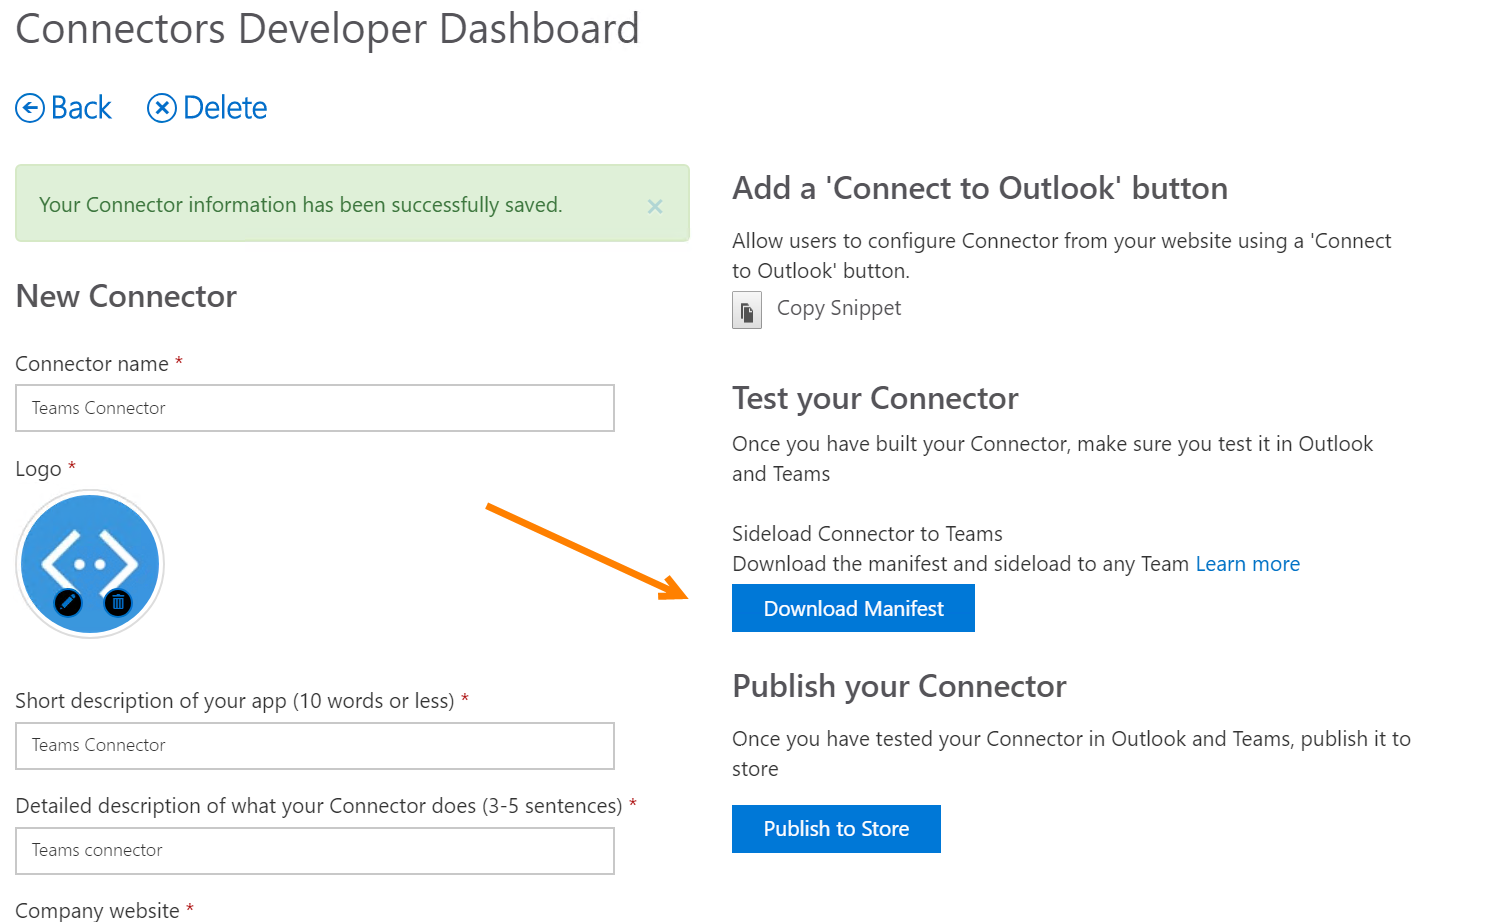 Connectors Developer Dashboard
Back Delete
Your Connector information has been successfully saved.
New Connector
Connector name *
Teams Connector
Logo *
Short description of your app (10 words or less) *
Teams Connector
Detailed description of what your Connector does (3-5 sentences) *
Teams connector
Company website *
Add a 'Connect to Outlook' button
Allow users to configure Connector from your website using a 'Connect
to Outlook' button.
Copy Snippet
Test your Connector
Once you have built your Connector, make sure you test it in Outlook
and Teams
Sideload Connector to Teams
Download the manifest and sideload to any Team Learn more
Download Manifest
Publish your Connector
Once you have tested your Connector in Outlook and Teams, publish it to
store
Publish to Store